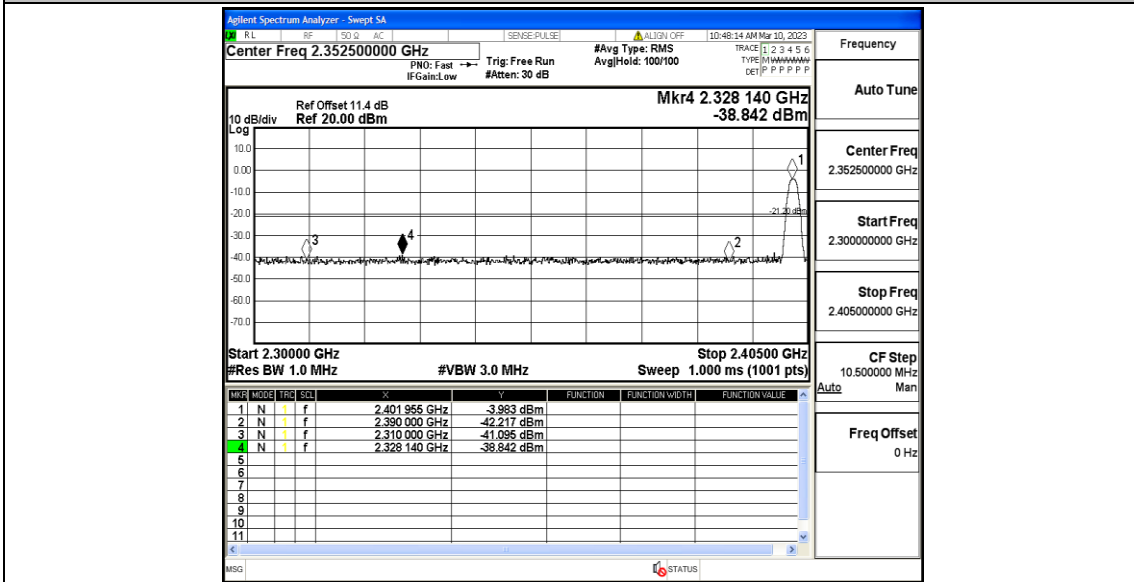 Agilent Spectrum Analyzer - Swept SA
RL RF 50 Ω AC SENSE:PULSE ALIGN OFF 10:48:14 AM Mar 10, 2023
Center Freq 2.352500000 GHz
PNO: Fast
IFGain:Low
Trig: Free Run
#Atten: 30 dB
#Avg Type: RMS
Avg|Hold: 100/100
TRACE 1 2 3 4 5 6
TYPE M
DET P P P P P P
Mkr4 2.328 140 GHz
-38.842 dBm
Ref Offset 11.4 dB
10 dB/div Ref 20.00 dBm
Log
10.0
0.00
-10.0
-20.0
-30.0
-40.0
-50.0
-60.0
-70.0
1
2
3
4
-21.20 dBm
Start 2.30000 GHz Stop 2.40500 GHz
#Res BW 1.0 MHz #VBW 3.0 MHz Sweep 1.000 ms (1001 pts)
MKR MODE TRC SCL X Y FUNCTION FUNCTION WIDTH FUNCTION VALUE
1 N 1 f 2.401 955 GHz -3.983 dBm
2 N 1 f 2.390 000 GHz -42.217 dBm
3 N 1 f 2.310 000 GHz -41.095 dBm
4 N 1 f 2.328 140 GHz -38.842 dBm
5
6
7
8
9
10
11
MSG STATUS
Frequency
Auto Tune
Center Freq
2.352500000 GHz
Start Freq
2.300000000 GHz
Stop Freq
2.405000000 GHz
CF Step
10.500000 MHz
Auto Man
Freq Offset
0 Hz